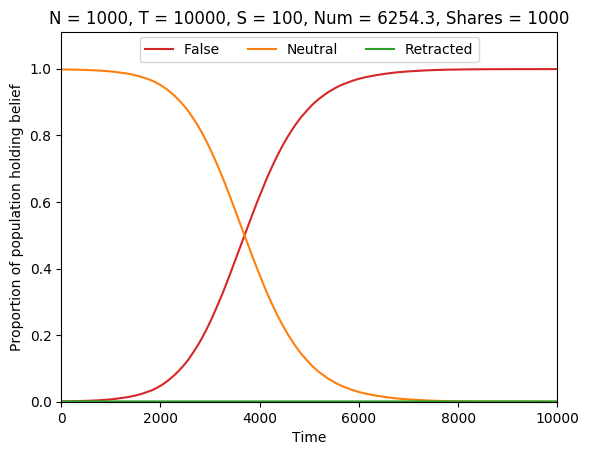 N = 1000, T = 10000, S = 100, Num = 6254.3, Shares = 1000
False Neutral Retracted
Proportion of population holding belief
1.0
0.8
0.6
0.4
0.2
0.0
0 2000 4000 6000 8000 10000
Time